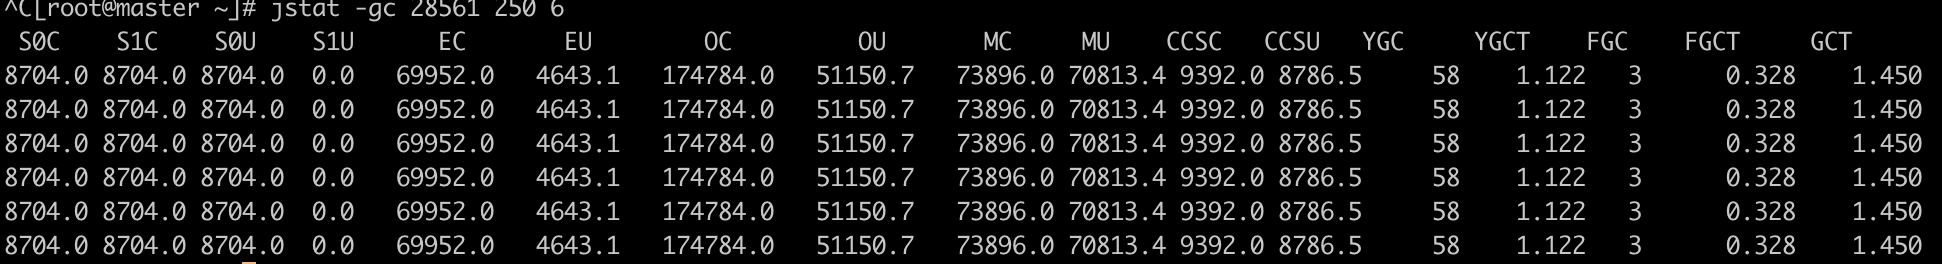 ^C[root@master ~]# jstat -gc 28561 250 6
S0C S1C S0U S1U EC EU OC OU MC MU CCSC CCSU YGC YGCT FGC FGCT GCT
8704.0 8704.0 8704.0 0.0 69952.0 4643.1 174784.0 51150.7 73896.0 70813.4 9392.0 8786.5 58 1.122 3 0.328 1.450
8704.0 8704.0 8704.0 0.0 69952.0 4643.1 174784.0 51150.7 73896.0 70813.4 9392.0 8786.5 58 1.122 3 0.328 1.450
8704.0 8704.0 8704.0 0.0 69952.0 4643.1 174784.0 51150.7 73896.0 70813.4 9392.0 8786.5 58 1.122 3 0.328 1.450
8704.0 8704.0 8704.0 0.0 69952.0 4643.1 174784.0 51150.7 73896.0 70813.4 9392.0 8786.5 58 1.122 3 0.328 1.450
8704.0 8704.0 8704.0 0.0 69952.0 4643.1 174784.0 51150.7 73896.0 70813.4 9392.0 8786.5 58 1.122 3 0.328 1.450
8704.0 8704.0 8704.0 0.0 69952.0 4643.1 174784.0 51150.7 73896.0 70813.4 9392.0 8786.5 58 1.122 3 0.328 1.450